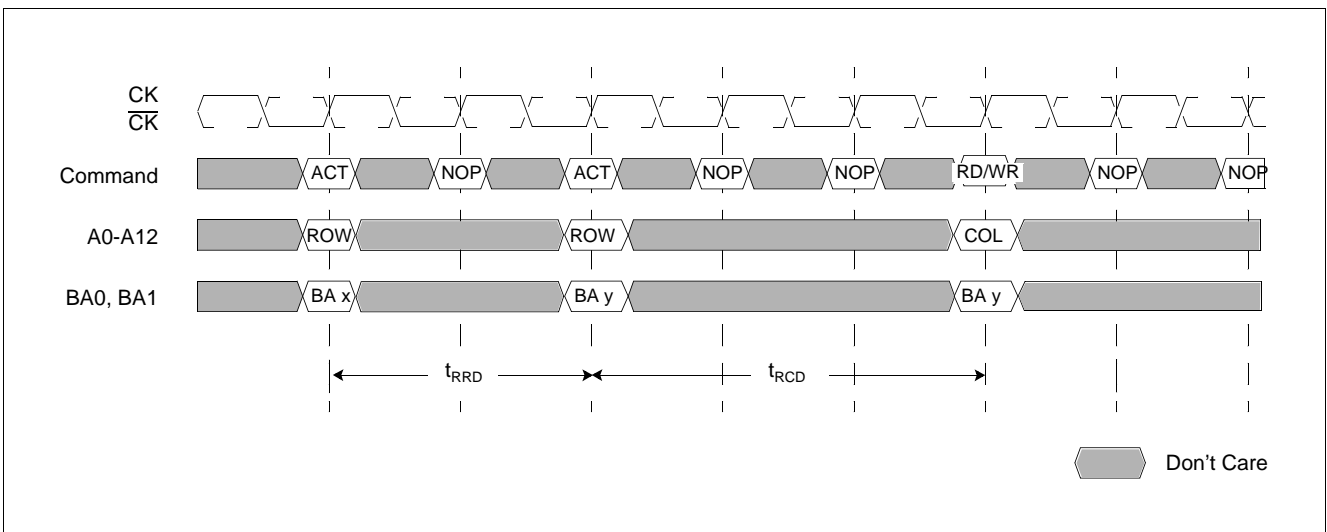 CK
CK
Command ACT NOP ACT NOP NOP RD/WR NOP NOP
A0-A12 ROW ROW COL
BA0, BA1 BA x BA y BA y
tRRD tRCD
Don't Care